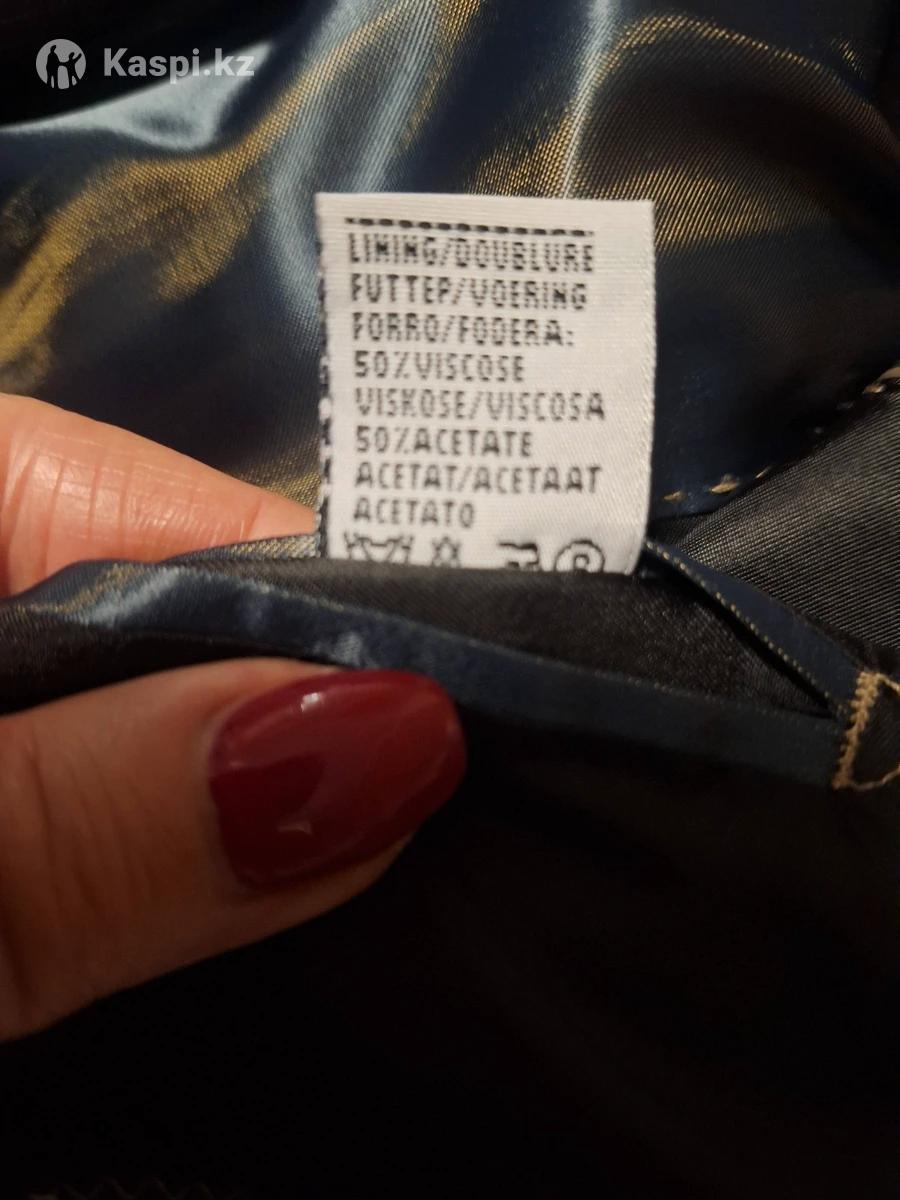 Kaspi.kz
LINING/DOUBLURE
FUTTEP/VOERING
FORRO/FODERA:
50%VISCOSE
VISKOSE/VISCOSA
50%ACETATE
ACETAT/ACETAAT
ACETATO